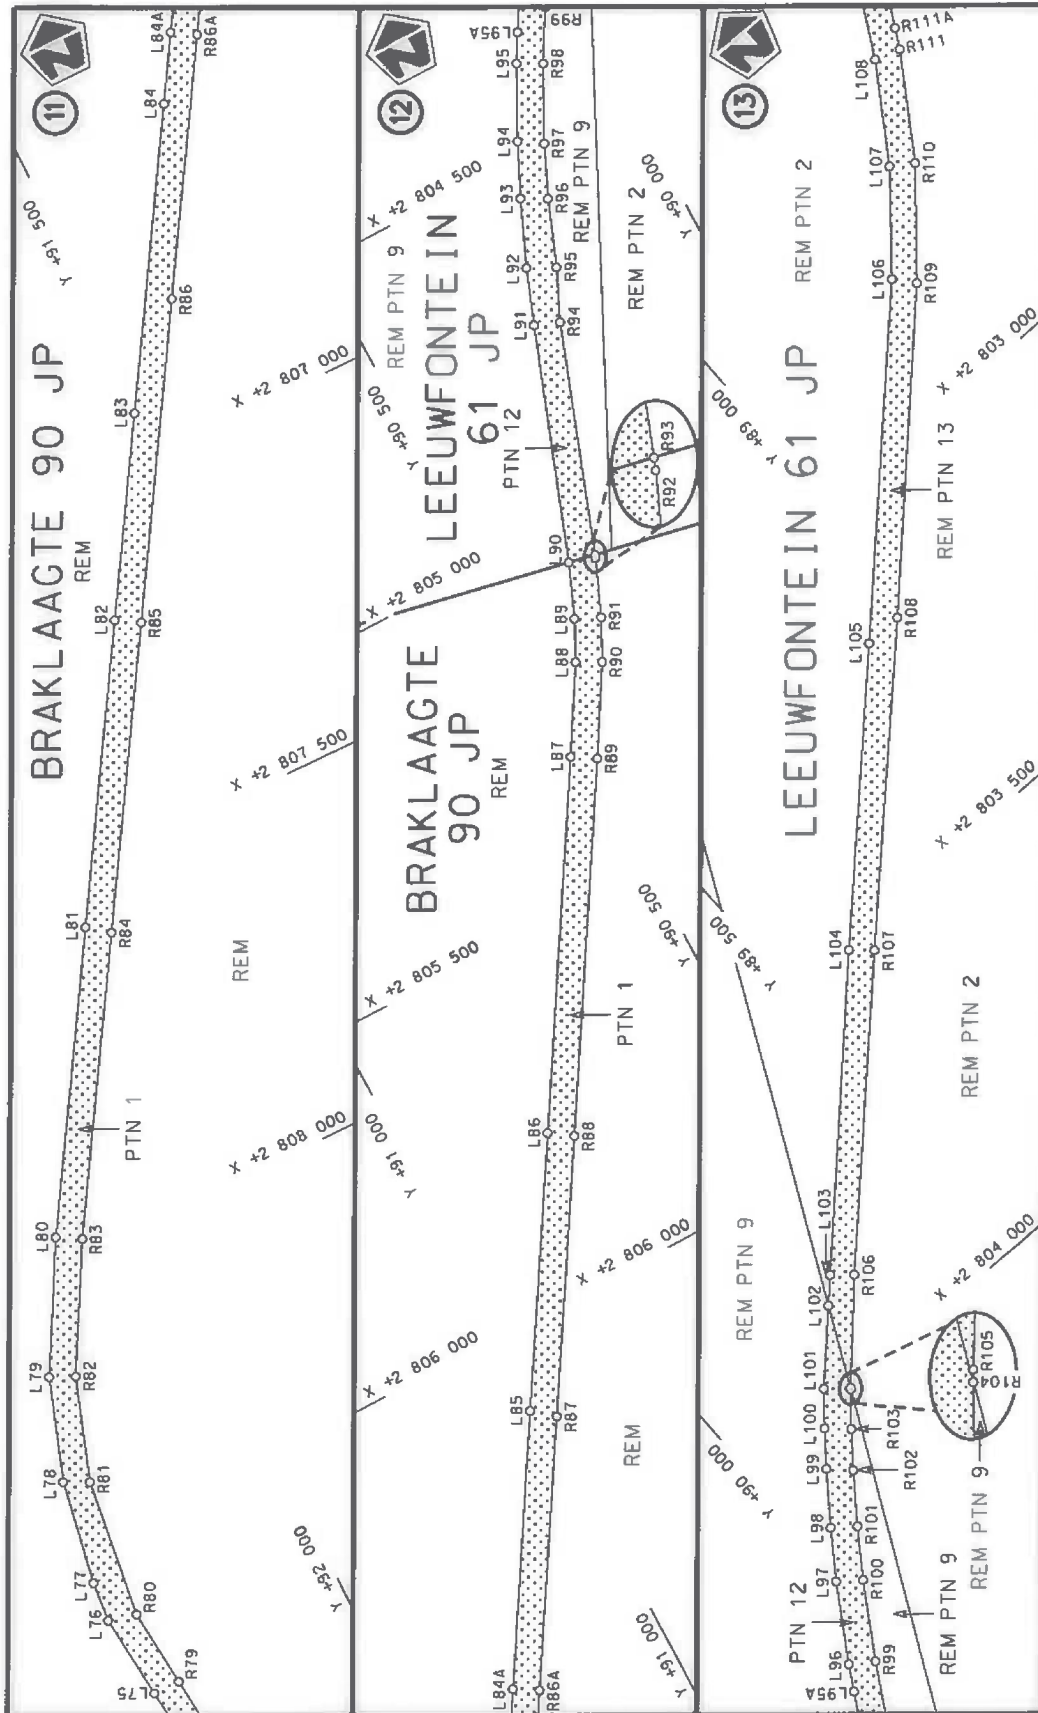 11
BRAKLAAGTE 90 JP
REM
L75
L76
L77
L78
L79
L80
L81
L82
L83
L84
L84A
R79
R80
R81
R82
R83
R84
R85
R86
R86A
PTN 1
REM
Y +92 000
X +2 808 000
X +2 807 500
X +2 807 000
Y +91 500
12
BRAKLAAGTE
90 JP
REM
LEEUWFONTEIN
61 JP
REM PTN 9
PTN 12
L84A
L85
L86
L87
L88
L89
L90
L91
L92
L93
L94
L95
L95A
R86A
R87
R88
R89
R90
R91
R92
R93
R94
R95
R96
R97
R98
R99
PTN 1
REM
REM PTN 9
REM PTN 2
X +2 806 000
Y +91 000
X +2 805 500
X +2 805 000
Y +90 500
X +2 804 500
Y +91 000
X +2 806 000
Y +90 500
Y +90 000
13
LEEUWFONTEIN 61 JP
REM PTN 2
REM PTN 9
PTN 12
L95A
L96
L97
L98
L99
L100
L101
L102
L103
L104
L105
L106
L107
L108
R99
R100
R101
R102
R103
R104
R105
R106
R107
R108
R109
R110
R111
R111A
REM PTN 9
REM PTN 9
REM PTN 2
REM PTN 13
Y +90 000
Y +89 500
Y +89 000
X +2 804 000
X +2 803 500
X +2 803 000